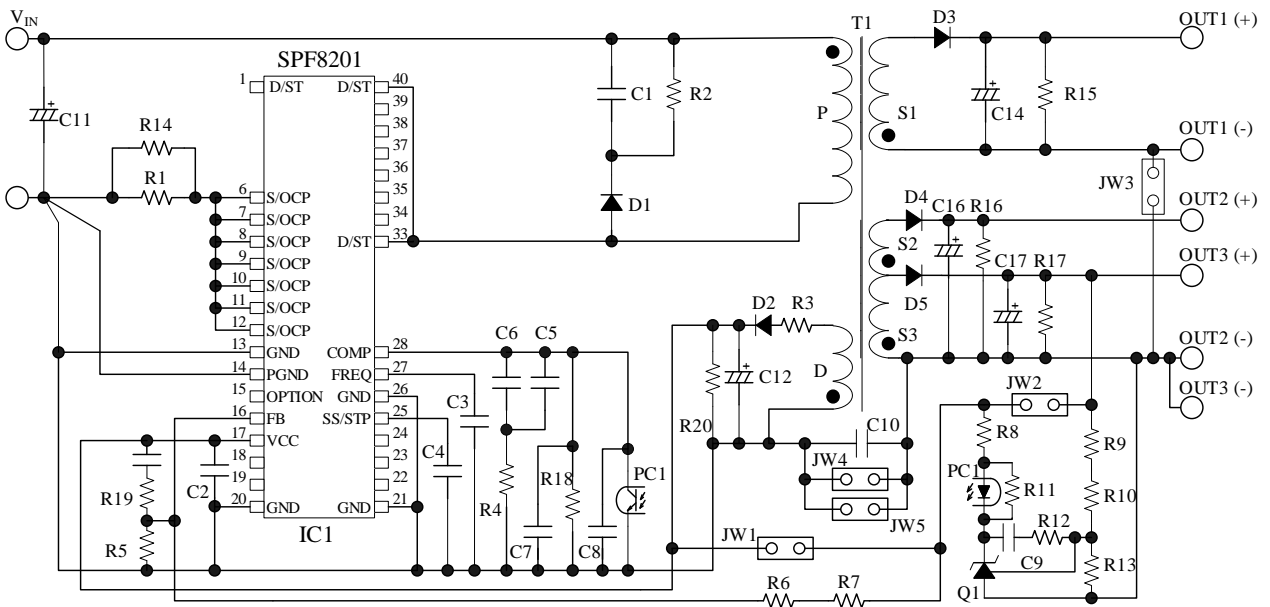 VIN
T1
D3
OUT1 (+)
SPF8201
1
D/ST
D/ST
40
39
38
37
36
35
34
33
D/ST
C11
R14
R1
C1
R2
D1
P
S1
C14
R15
OUT1 (-)
JW3
6
S/OCP
7
S/OCP
8
S/OCP
9
S/OCP
10
S/OCP
11
S/OCP
12
S/OCP
D4
C16
R16
OUT2 (+)
S2
C17
R17
OUT3 (+)
D5
S3
D2
R3
C12
D
R20
OUT2 (-)
OUT3 (-)
13
GND
COMP
28
14
PGND
FREQ
27
15
OPTION
GND
26
16
FB
SS/STP
25
17
VCC
24
18
23
19
22
20
GND
GND
21
IC1
C6
C5
C3
C4
R4
R18
C7
C8
PC1
R19
C2
R5
C10
JW4
JW5
JW1
JW2
R8
R9
PC1
R11
R10
R12
C9
R13
Q1
R6
R7